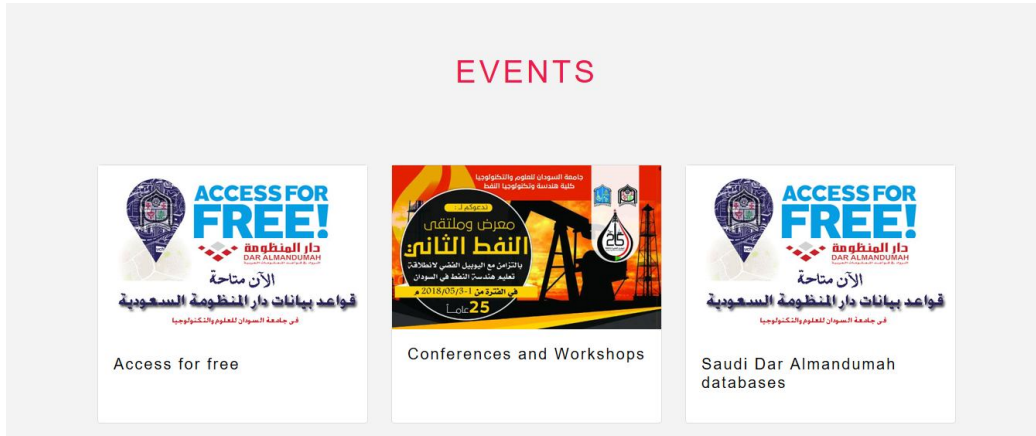 EVENTS
ACCESS FOR
FREE!
دار المنظومة
DAR ALMANDUMAH
الآن متاحة
قواعد بيانات دار المنظومة السعودية
في جامعة السودان للعلوم والتكنولوجيا
Access for free
جامعة السودان للعلوم والتكنولوجيا
كلية هندسة وتكنولوجيا النفط
تدعوكم لـ :
معرض وملتقى
النفط الثاني
بالتزامن مع اليوبيل الفضي لانطلاقة
تعليم هندسة النفط في السودان
في الفترة من 1-2018/05/3 م
25عاماً
25
Conferences and Workshops
ACCESS FOR
FREE!
دار المنظومة
DAR ALMANDUMAH
الآن متاحة
قواعد بيانات دار المنظومة السعودية
في جامعة السودان للعلوم والتكنولوجيا
Saudi Dar Almandumah
databases